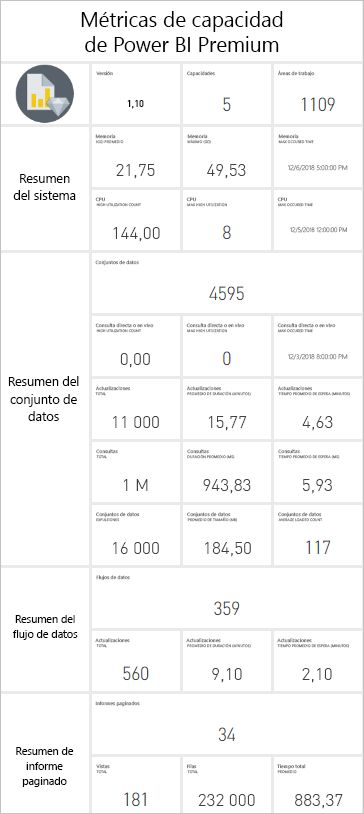 Métricas de capacidad
de Power BI Premium
Versión
1,10
Capacidades
5
Áreas de trabajo
1109
Resumen
del sistema
Memoria
(GB) PROMEDIO
21,75
Memoria
MÍNIMO (GB)
49,53
Memoria
MAX OCCURED TIME
12/6/2018 5:00:00 PM
CPU
HIGH UTILIZATION COUNT
144,00
CPU
MAX HIGH UTILIZATION
8
CPU
MAX OCCURED TIME
12/5/2018 12:00:00 PM
Resumen del
conjunto de
datos
Conjuntos de datos
4595
Consulta directa o en vivo
HIGH UTILIZATION COUNT
0,00
Consulta directa o en vivo
MAX HIGH UTILIZATION
0
Consulta directa o en vivo
MAX OCCURED TIME
12/3/2018 8:00:00 PM
Actualizaciones
TOTAL
11 000
Actualizaciones
PROMEDIO DE DURACIÓN (MINUTOS)
15,77
Actualizaciones
TIEMPO PROMEDIO DE ESPERA (MINUTOS)
4,63
Consultas
TOTAL
1 M
Consultas
DURACIÓN PROMEDIO (MS)
943,83
Consultas
TIEMPO PROMEDIO DE ESPERA (MS)
5,93
Conjuntos de datos
EXPULSIONES
16 000
Conjuntos de datos
PROMEDIO DE TAMAÑO (MB)
184,50
Conjuntos de datos
AVERAGE LOADED COUNT
117
Resumen del
flujo de datos
Flujos de datos
359
Actualizaciones
TOTAL
560
Actualizaciones
PROMEDIO DE DURACIÓN (MINUTOS)
9,10
Actualizaciones
TIEMPO PROMEDIO DE ESPERA (MINUTOS)
2,10
Resumen de
informe
paginado
Informes paginados
34
Vistas
TOTAL
181
Filas
TOTAL
232 000
Tiempo total
PROMEDIO
883,37